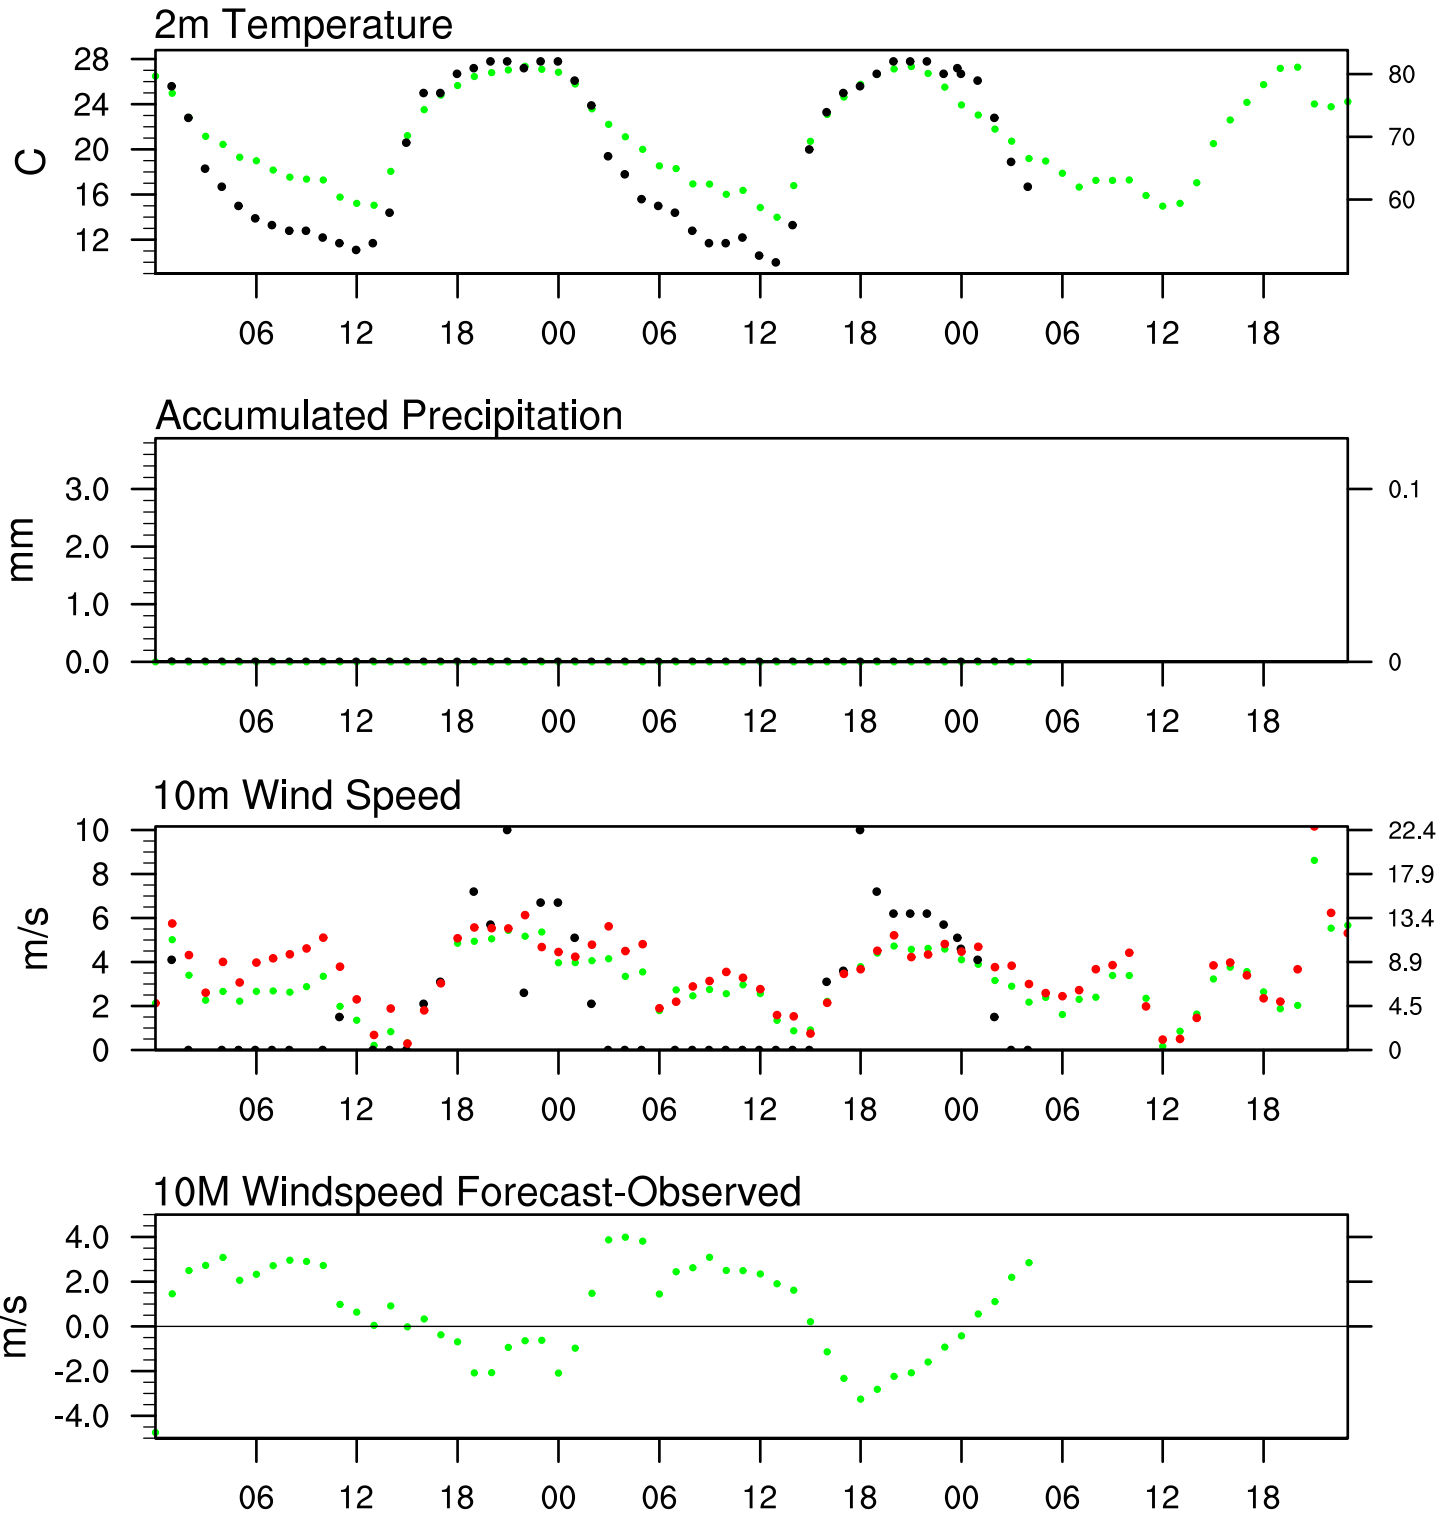 2m Temperature
28
24
20
16
12
C
80
70
60
06 12 18 00 06 12 18 00 06 12 18
Accumulated Precipitation
3.0
2.0
1.0
0.0
mm
0.1
0
06 12 18 00 06 12 18 00 06 12 18
10m Wind Speed
10
8
6
4
2
0
m/s
22.4
17.9
13.4
8.9
4.5
0
06 12 18 00 06 12 18 00 06 12 18
10M Windspeed Forecast-Observed
4.0
2.0
0.0
-2.0
-4.0
m/s
06 12 18 00 06 12 18 00 06 12 18